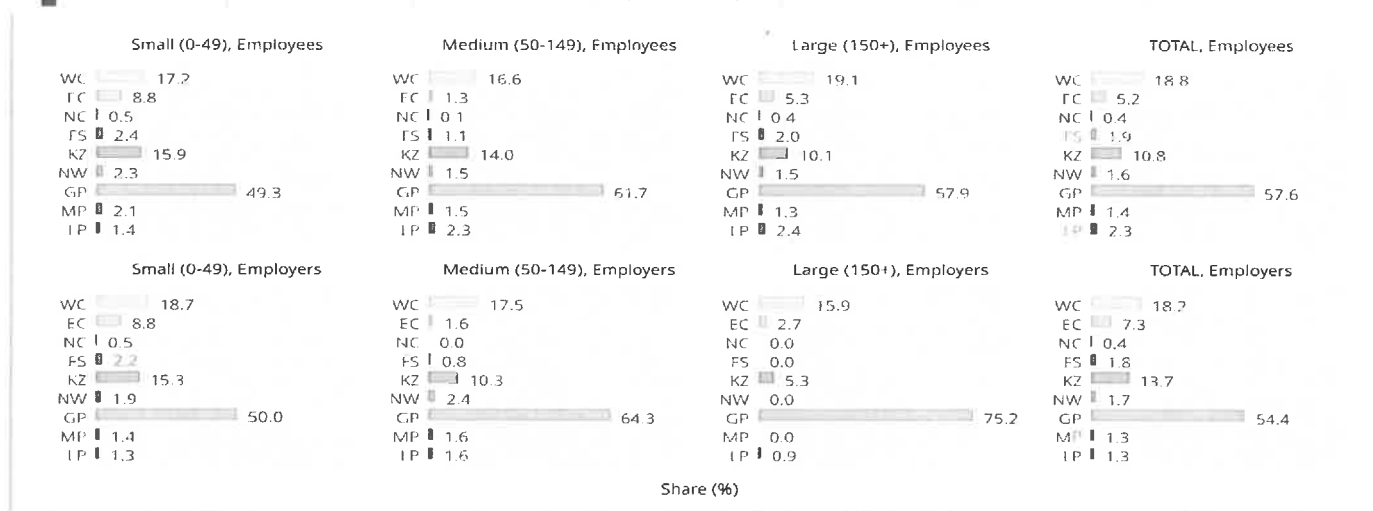 Small (0-49), Employees
WC 17.2
EC 8.8
NC 0.5
FS 2.4
KZ 15.9
NW 2.3
GP 49.3
MP 2.1
LP 1.4
Medium (50-149), Employees
WC 16.6
EC 1.3
NC 0.1
FS 1.1
KZ 14.0
NW 1.5
GP 61.7
MP 1.5
LP 2.3
Large (150+), Employees
WC 19.1
EC 5.3
NC 0.4
FS 2.0
KZ 10.1
NW 1.5
GP 57.9
MP 1.3
LP 2.4
TOTAL, Employees
WC 18.8
EC 5.2
NC 0.4
FS 1.9
KZ 10.8
NW 1.6
GP 57.6
MP 1.4
LP 2.3
Small (0-49), Employers
WC 18.7
EC 8.8
NC 0.5
FS 2.2
KZ 15.3
NW 1.9
GP 50.0
MP 1.4
LP 1.3
Medium (50-149), Employers
WC 17.5
EC 1.6
NC 0.0
FS 0.8
KZ 10.3
NW 2.4
GP 64.3
MP 1.6
LP 1.6
Large (150+), Employers
WC 15.9
EC 2.7
NC 0.0
FS 0.0
KZ 5.3
NW 0.0
GP 75.2
MP 0.0
LP 0.9
TOTAL, Employers
WC 18.2
EC 7.3
NC 0.4
FS 1.8
KZ 13.7
NW 1.7
GP 54.4
MP 1.3
LP 1.3
Share (%)